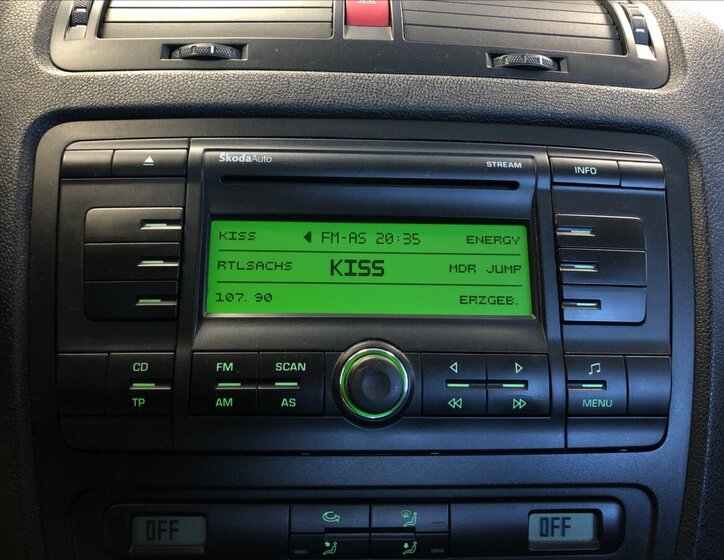 SkodaAuto STREAM INFO
KISS FM-AS 20:35 ENERGY
RTLSACHS KISS MDR JUMP
107.90 ERZGEB.
CD FM SCAN
TP AM AS MENU
OFF OFF